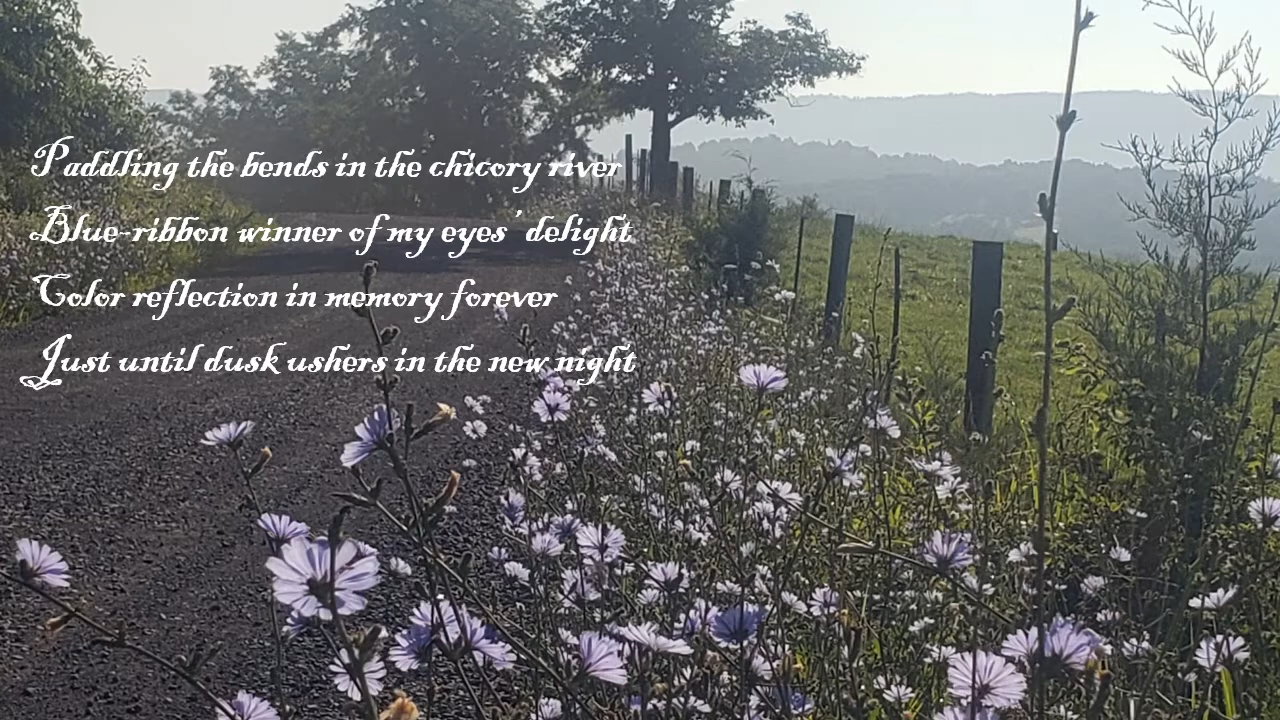 Paddling the bends in the chicory river
Blue-ribbon winner of my eyes' delight
Color reflection in memory forever
Just until dusk ushers in the new night